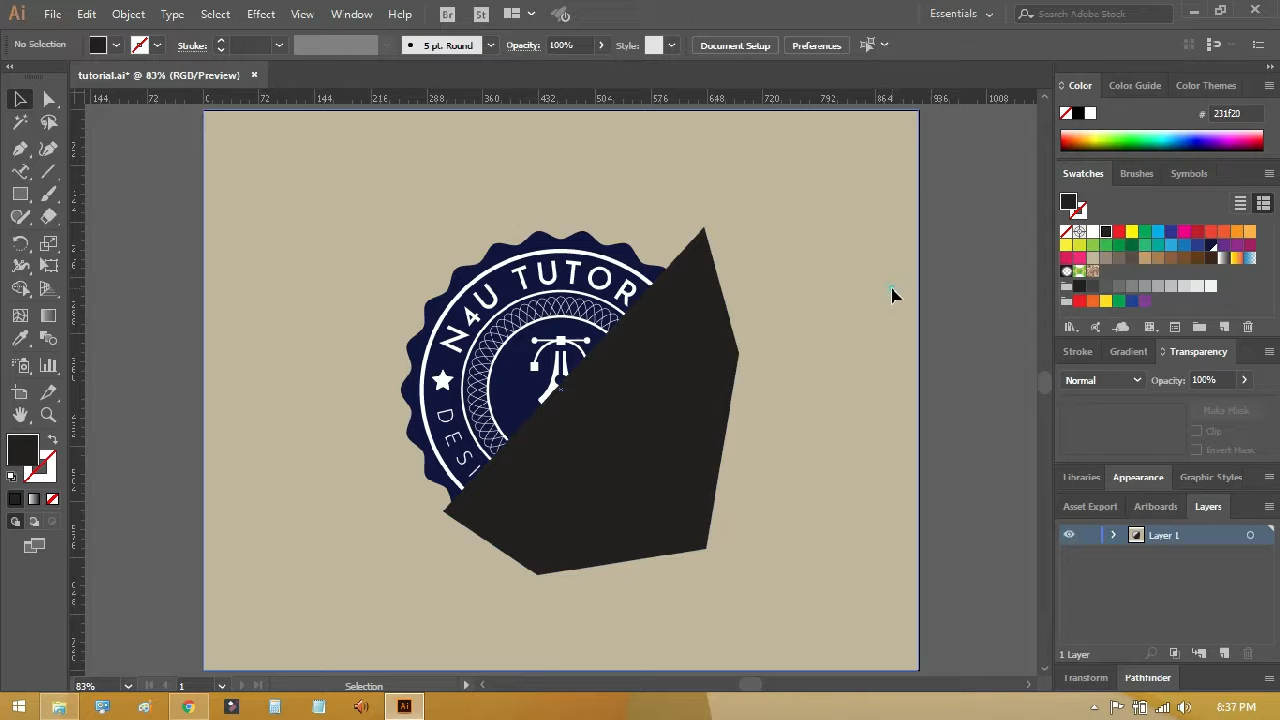 Ai File Edit Object Type Select Effect View Window Help Br St Essentials Search Adobe Stock
No Selection Stroke: 5 pt. Round Opacity: 100% Style: Document Setup Preferences
tutorial.ai* @ 83% (RGB/Preview)
144 72 0 72 144 216 288 360 432 504 576 648 720 792 864 936 1008
Color Color Guide Color Themes
# 231f20
Swatches Brushes Symbols
N4U TUTOR
DES
Stroke Gradient Transparency
Normal Opacity: 100%
Make Mask
Clip
Invert Mask
Libraries Appearance Graphic Styles
Asset Export Artboards Layers
Layer 1
1 Layer
Transform Pathfinder
83% 1 Selection
Ai 8:37 PM